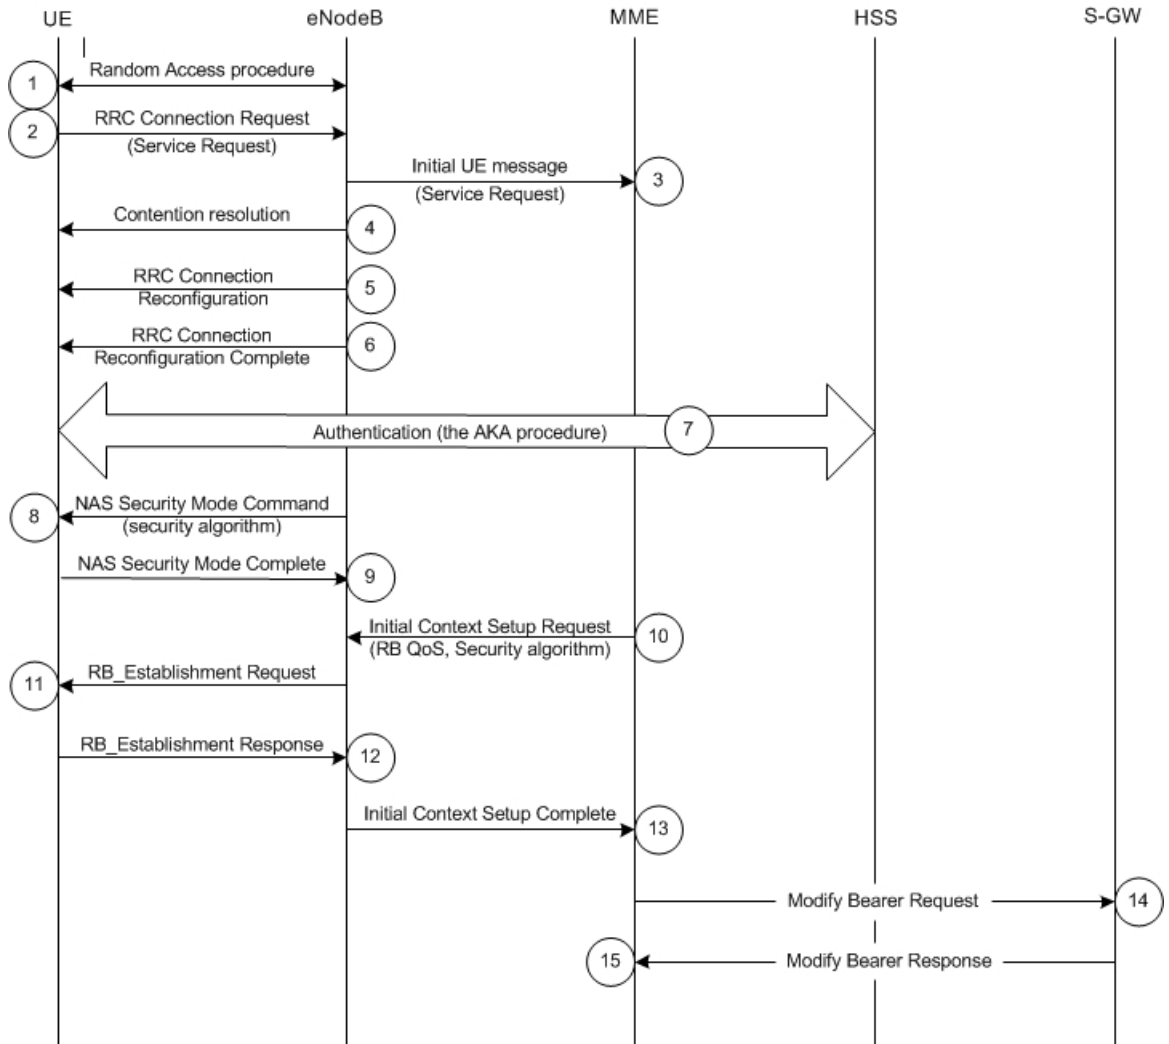 UE eNodeB MME HSS S-GW
1 Random Access procedure
2 RRC Connection Request
(Service Request)
Initial UE message 3
(Service Request)
Contention resolution 4
RRC Connection 5
Reconfiguration
RRC Connection 6
Reconfiguration Complete
Authentication (the AKA procedure) 7
8 NAS Security Mode Command
(security algorithm)
NAS Security Mode Complete 9
Initial Context Setup Request 10
(RB QoS, Security algorithm)
11 RB_Establishment Request
RB_Establishment Response 12
Initial Context Setup Complete 13
Modify Bearer Request 14
15 Modify Bearer Response